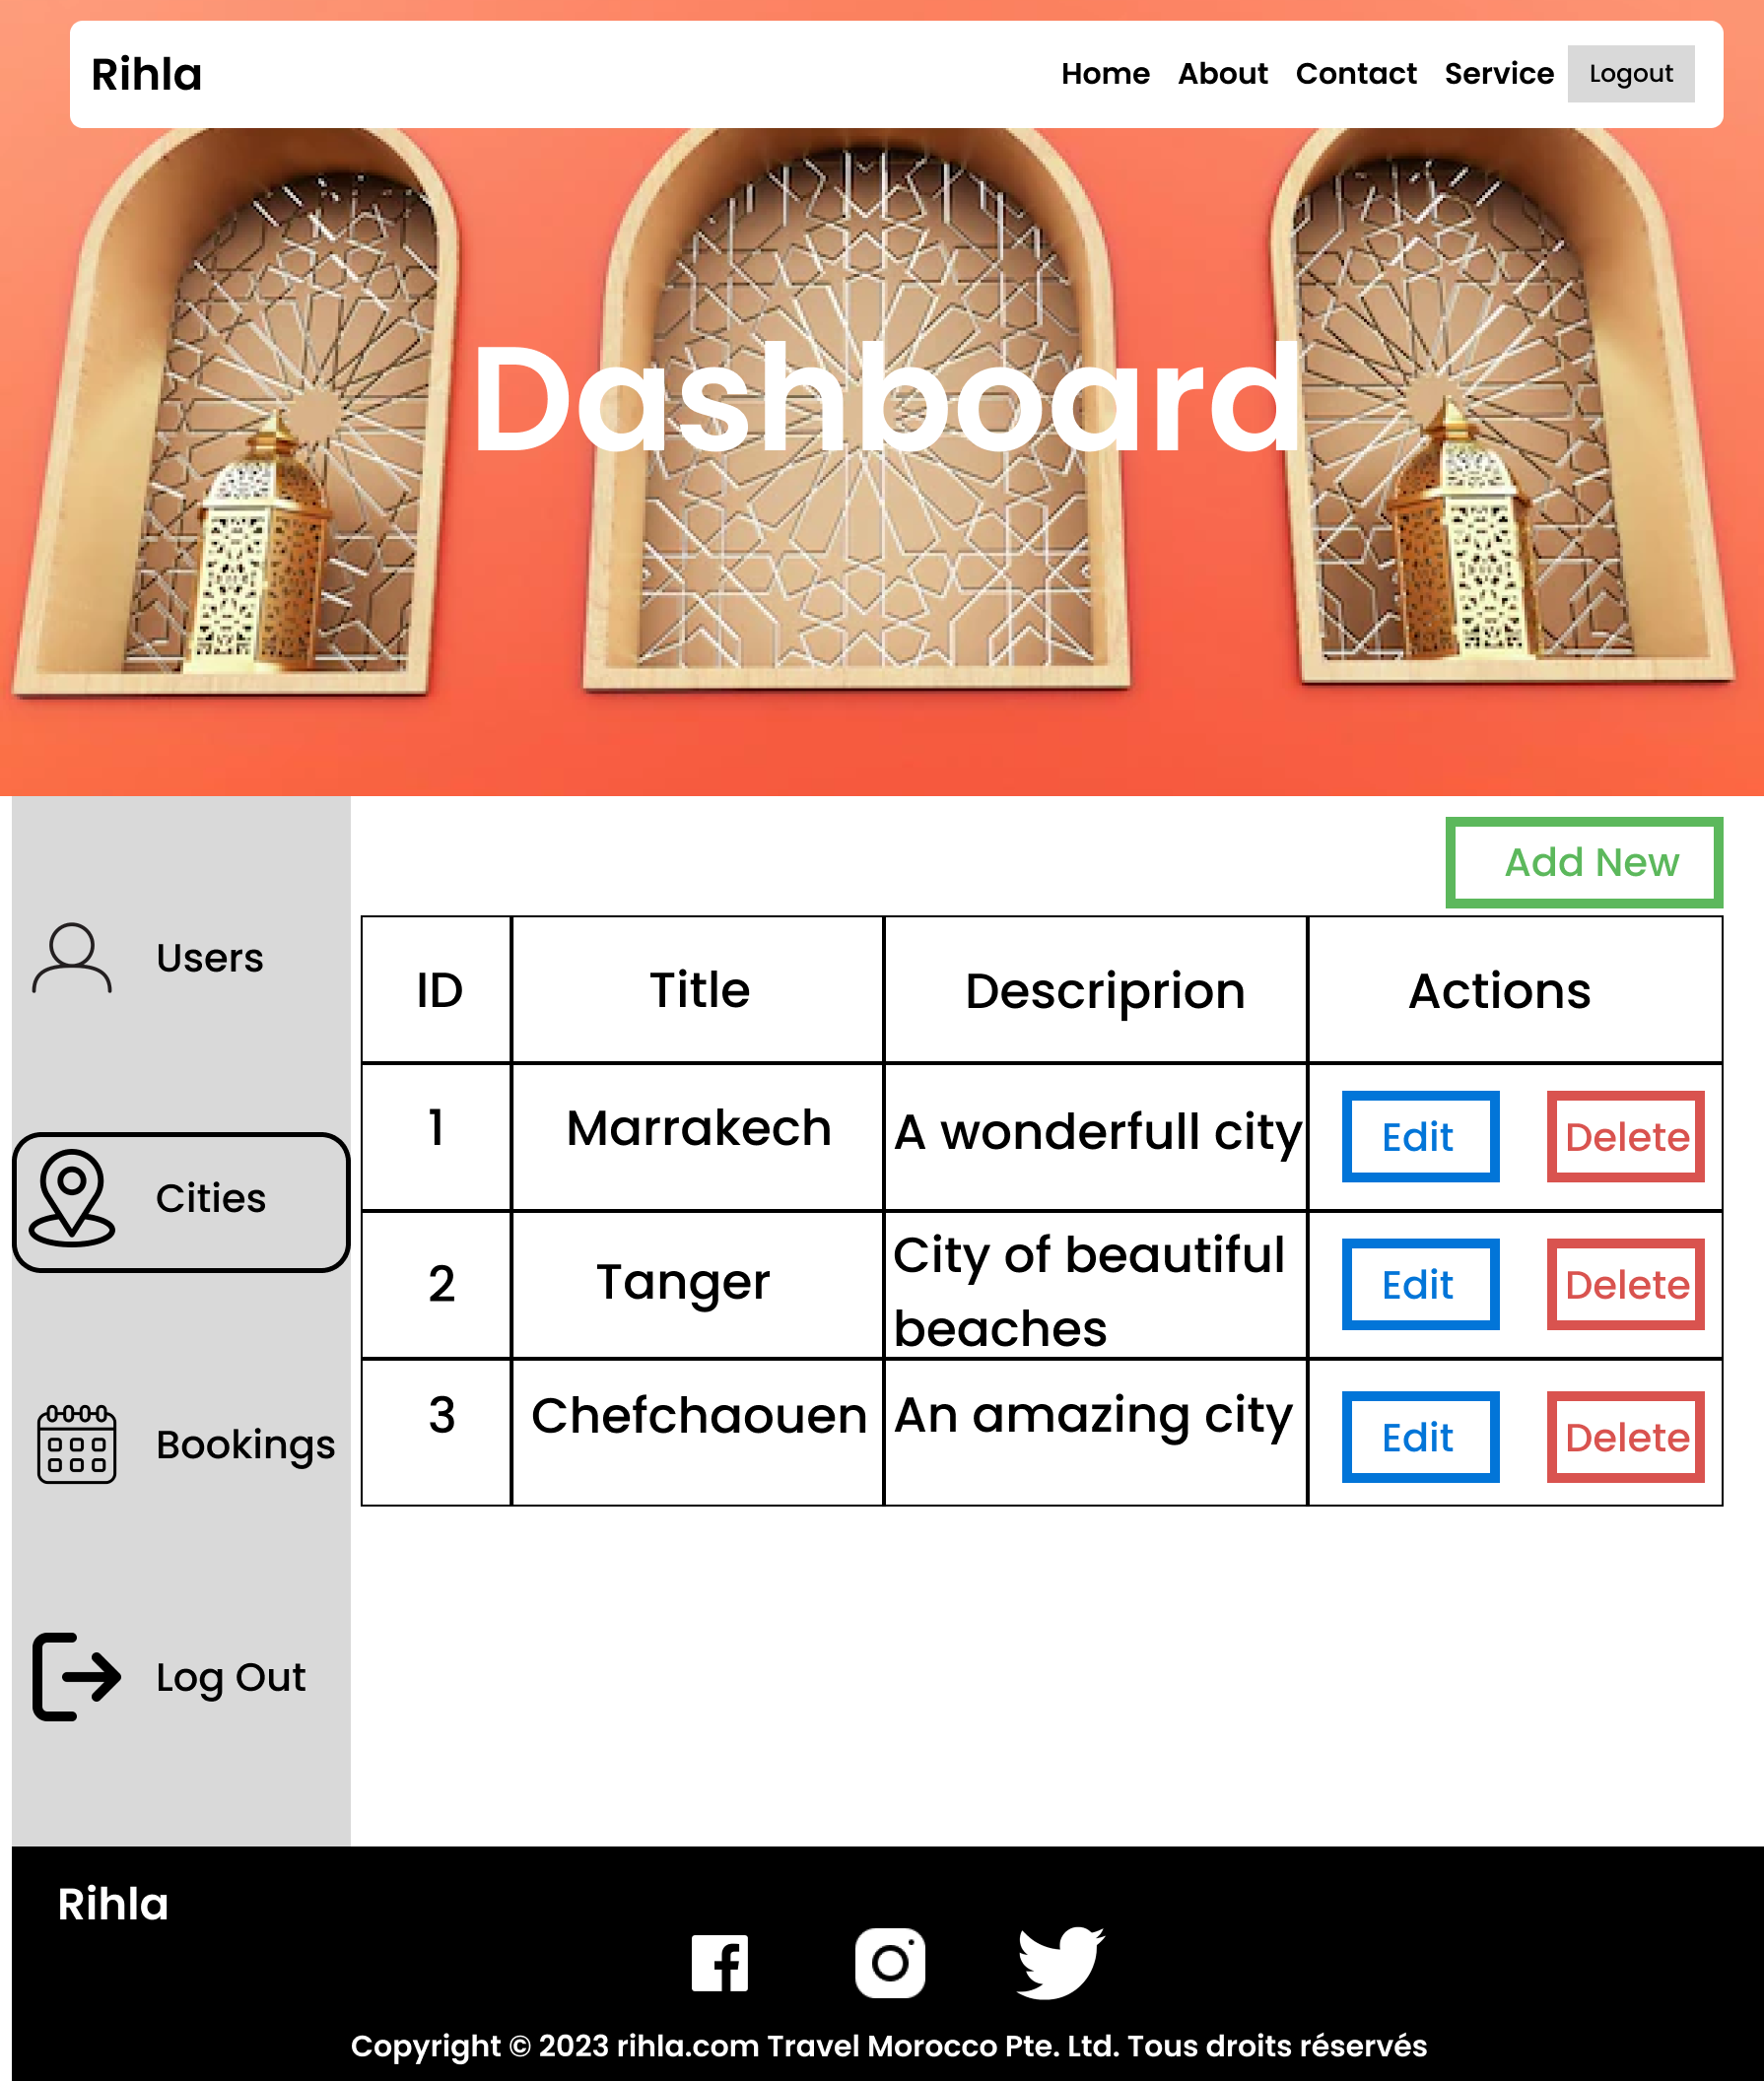 Rihla
Home About Contact Service Logout
Dashboard
Add New
Users
Cities
Bookings
Log Out
ID Title Descriprion Actions
1 Marrakech A wonderfull city Edit Delete
2 Tanger City of beautiful
beaches Edit Delete
3 Chefchaouen An amazing city Edit Delete
Rihla
Copyright © 2023 rihla.com Travel Morocco Pte. Ltd. Tous droits réservés